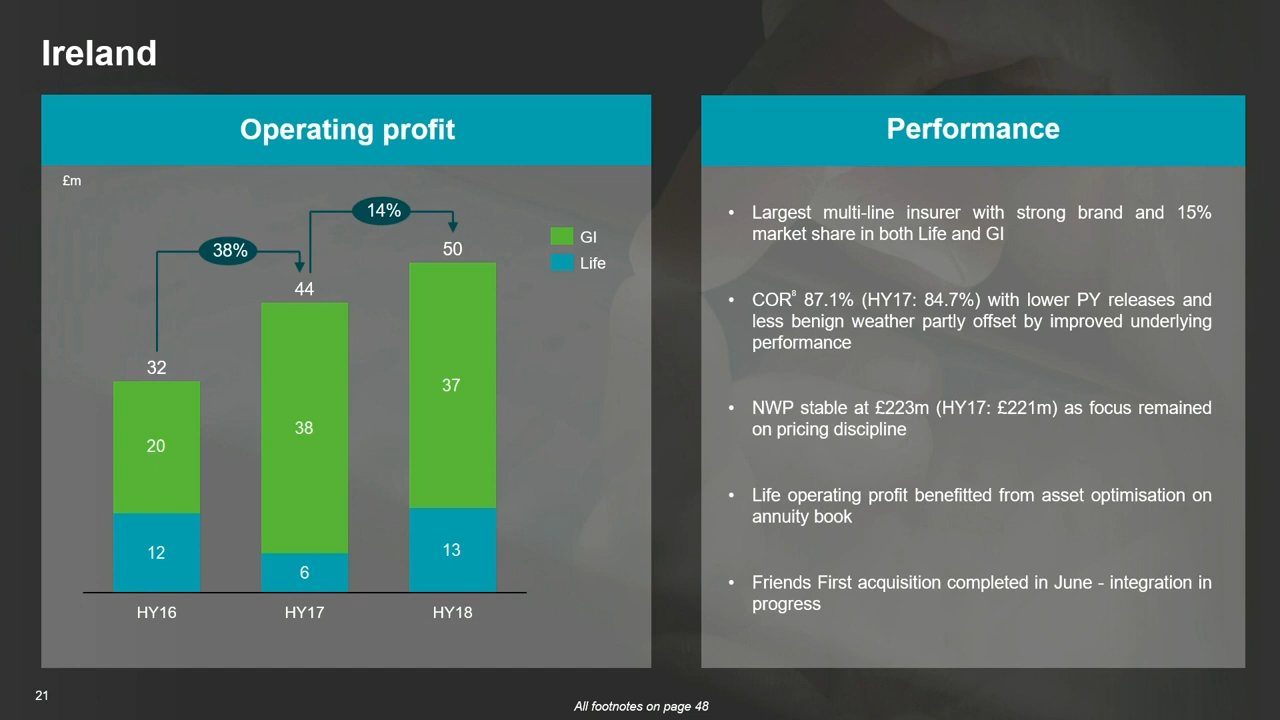 Ireland
Operating profit
£m
14%
38%
50
44
32
GI
Life
20
38
37
12
6
13
HY16
HY17
HY18
Performance
• Largest multi-line insurer with strong brand and 15%
market share in both Life and GI
• COR⁸ 87.1% (HY17: 84.7%) with lower PY releases and
less benign weather partly offset by improved underlying
performance
• NWP stable at £223m (HY17: £221m) as focus remained
on pricing discipline
• Life operating profit benefitted from asset optimisation on
annuity book
• Friends First acquisition completed in June - integration in
progress
21
All footnotes on page 48